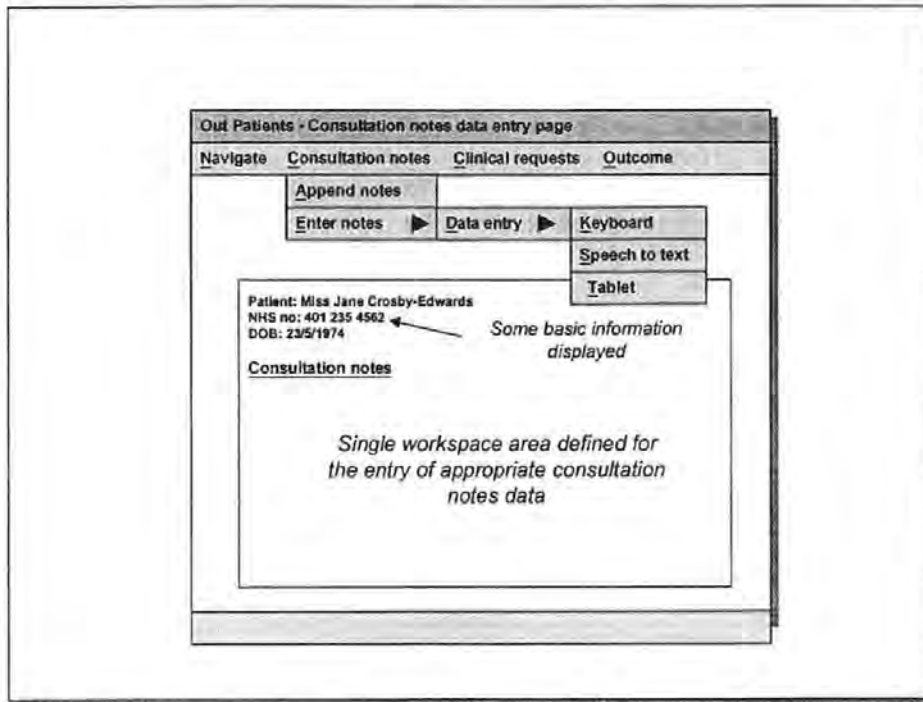 Out Patients - Consultation notes data entry page
Navigate Consultation notes Clinical requests Outcome
Append notes
Enter notes Data entry Keyboard
Speech to text
Tablet
Patient: Miss Jane Crosby-Edwards
NHS no: 401 235 4562
DOB: 23/5/1974
Some basic information
displayed
Consultation notes
Single workspace area defined for
the entry of appropriate consultation
notes data